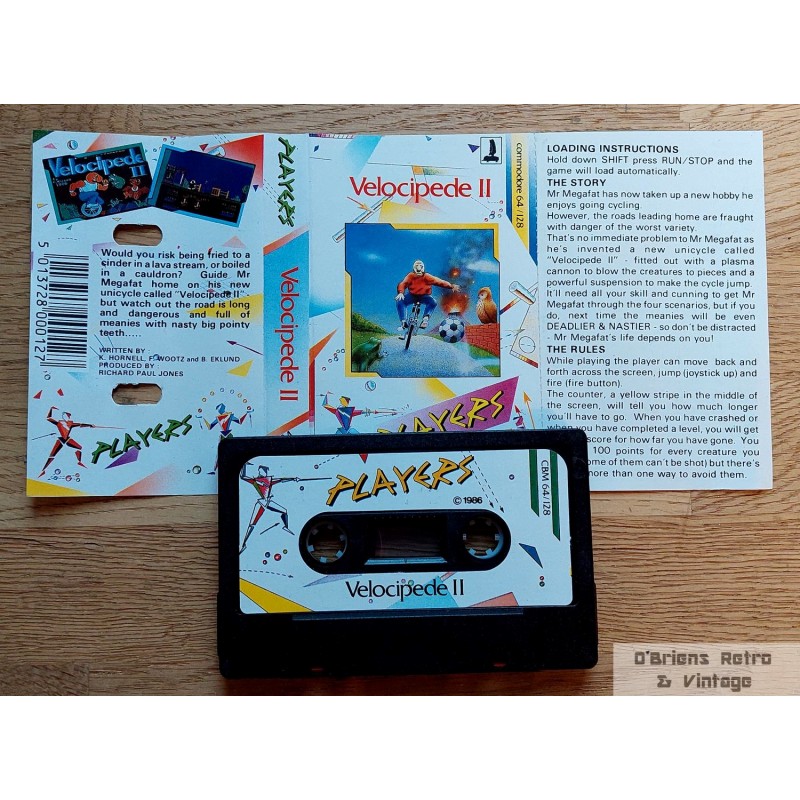 Velocipede
II
Would you risk being fried to a
cinder in a lava stream, or boiled
in a cauldron? Guide Mr
Megafat home on his new
unicycle called "Velocipede II" -
but watch out the road is long
and dangerous and full of
meanies with nasty big pointy
teeth.....
WRITTEN BY
K. HORNELL, F. WOOTZ and B. EKLUND
PRODUCED BY
RICHARD PAUL JONES
5 013728 000127
PLAYERS
PLAYERS
Velocipede II
commodore 64/128
Velocipede II
PLAYERS
LOADING INSTRUCTIONS
Hold down SHIFT press RUN/STOP and the
game will load automatically.
THE STORY
Mr Megafat has now taken up a new hobby he
enjoys going cycling.
However, the roads leading home are fraught
with danger of the worst variety.
That's no immediate problem to Mr Megafat as
he's invented a new unicycle called
"Velocipede II" - fitted out with a plasma
cannon to blow the creatures to pieces and a
powerful suspension to make the cycle jump.
It'll need all your skill and cunning to get Mr
Megafat through the four scenarios, but if you
do, next time the meanies will be even
DEADLIER & NASTIER - so don't be distracted
- Mr Megafat's life depends on you!
THE RULES
While playing the player can move back and
forth across the screen, jump (joystick up) and
fire (fire button).
The counter, a yellow stripe in the middle of
the screen, will tell you how much longer
you'll have to go. When you have crashed or
when you have completed a level, you will get
score for how far you have gone. You
100 points for every creature you
ome of them can't be shot) but there's
more than one way to avoid them.
PLAYERS
© 1986
CBM 64/128
Velocipede II
O'Briens Retro
& Vintage